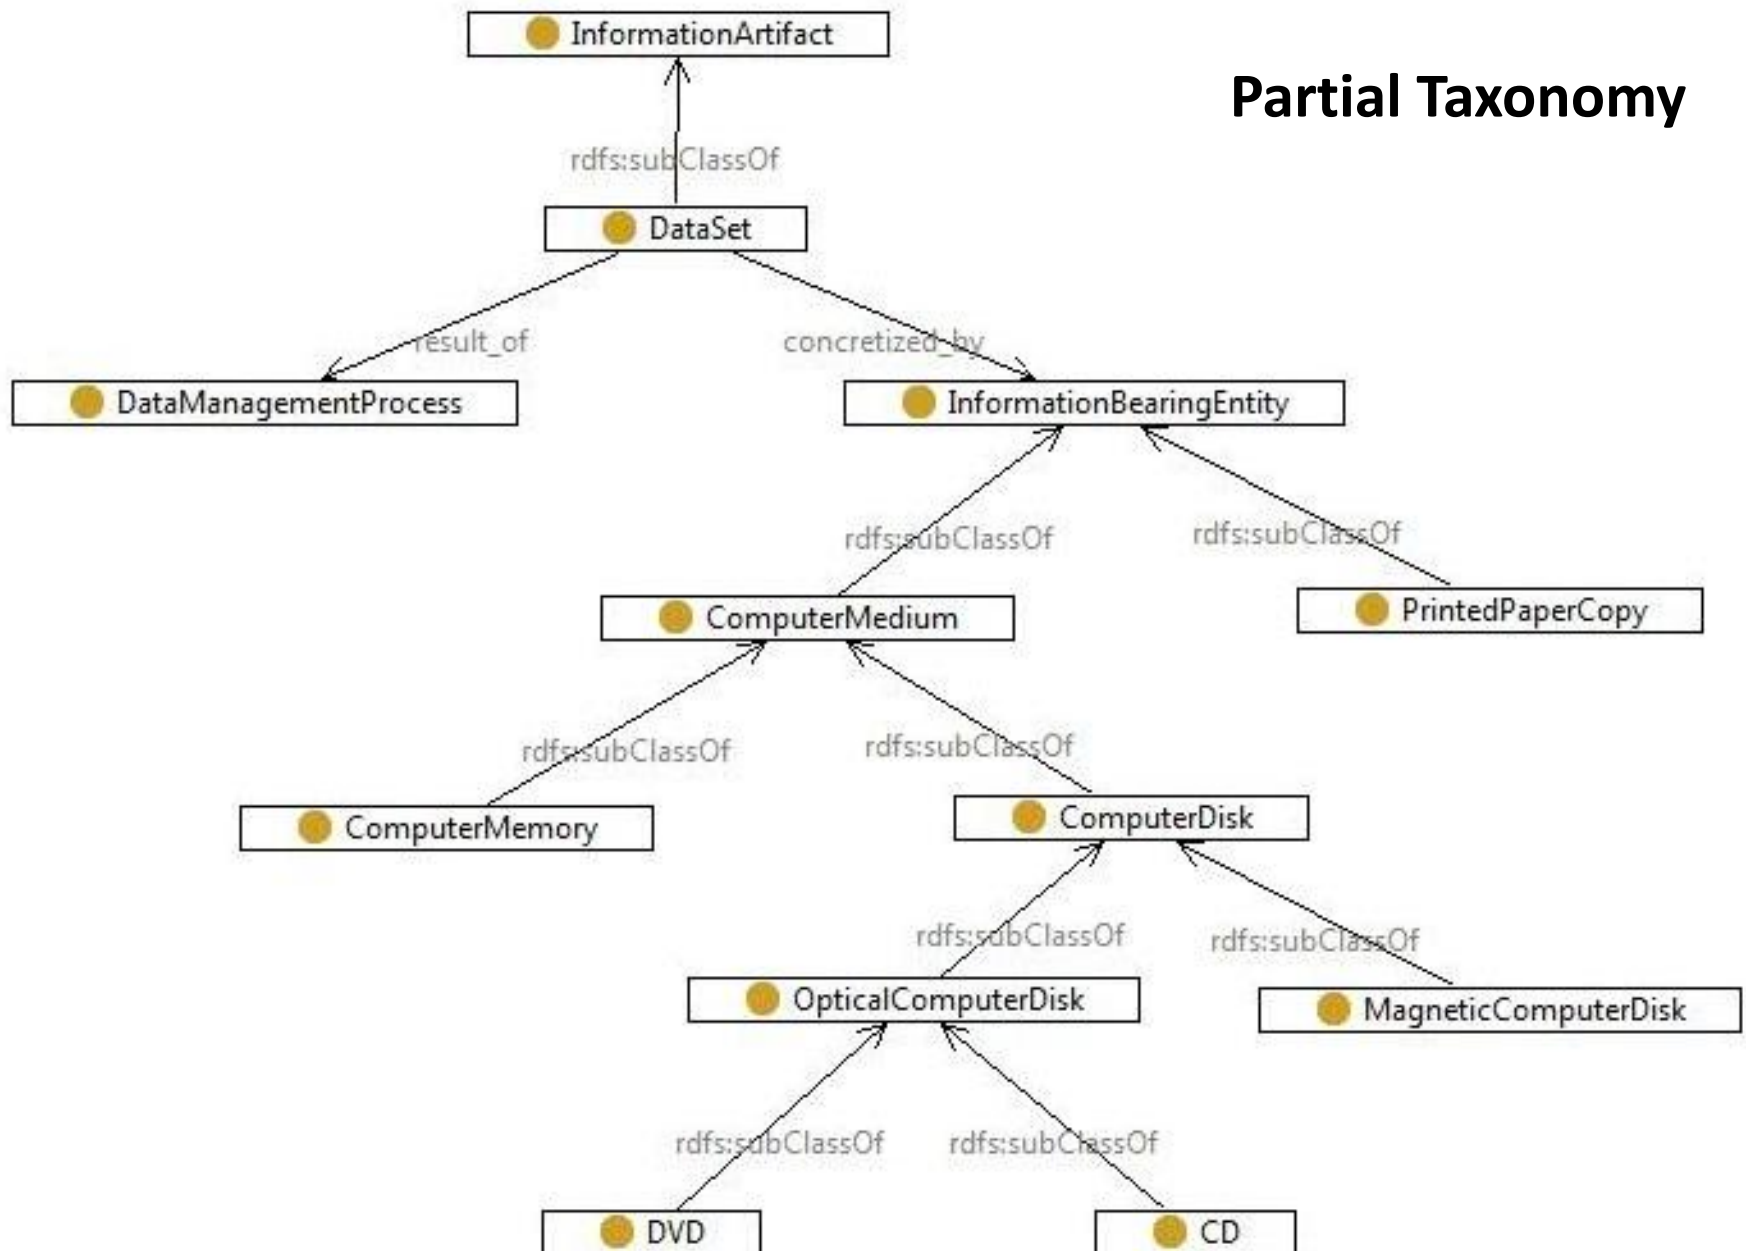 InformationArtifact
Partial Taxonomy
rdfs:subClassOf
DataSet
result_of
concretized_by
DataManagementProcess
InformationBearingEntity
rdfs:subClassOf
rdfs:subClassOf
ComputerMedium
PrintedPaperCopy
rdfs:subClassOf
rdfs:subClassOf
ComputerMemory
ComputerDisk
rdfs:subClassOf
rdfs:subClassOf
OpticalComputerDisk
MagneticComputerDisk
rdfs:subClassOf
rdfs:subClassOf
DVD
CD